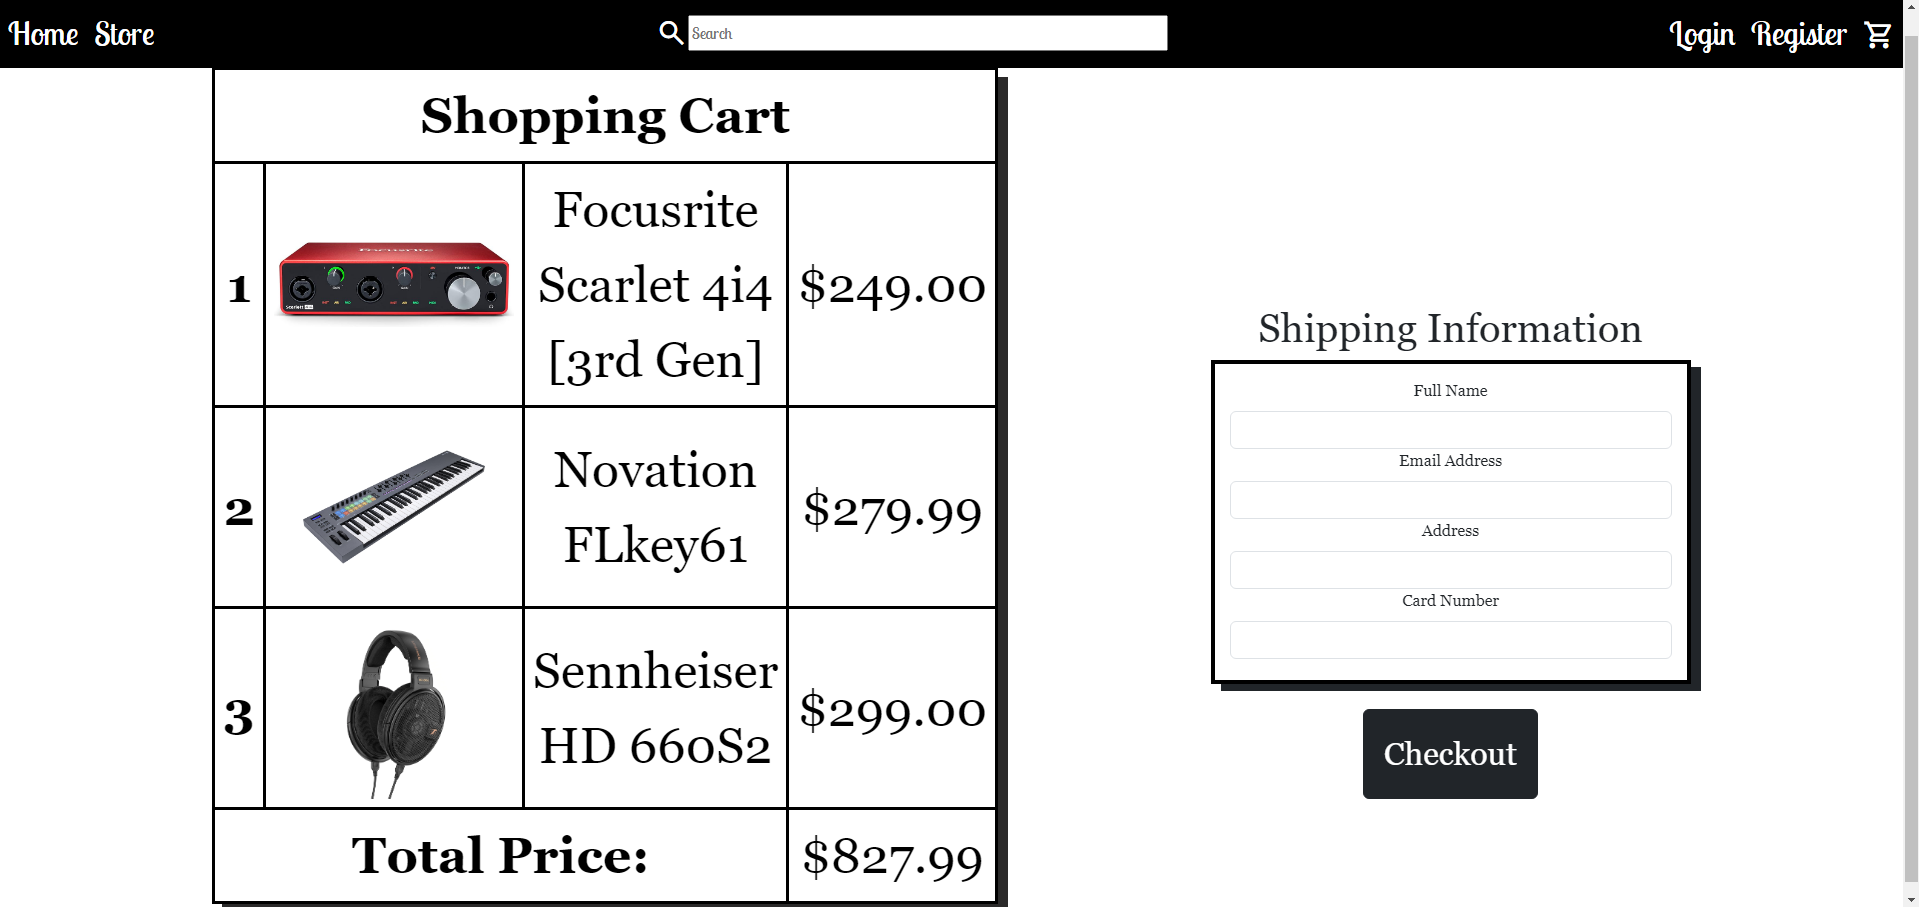 Home Store
Search
Login Register
Shopping Cart
1
Focusrite
Scarlet 4i4
[3rd Gen]
$249.00
2
Novation
FLkey61
$279.99
3
Sennheiser
HD 660S2
$299.00
Total Price:
$827.99
Shipping Information
Full Name
Email Address
Address
Card Number
Checkout